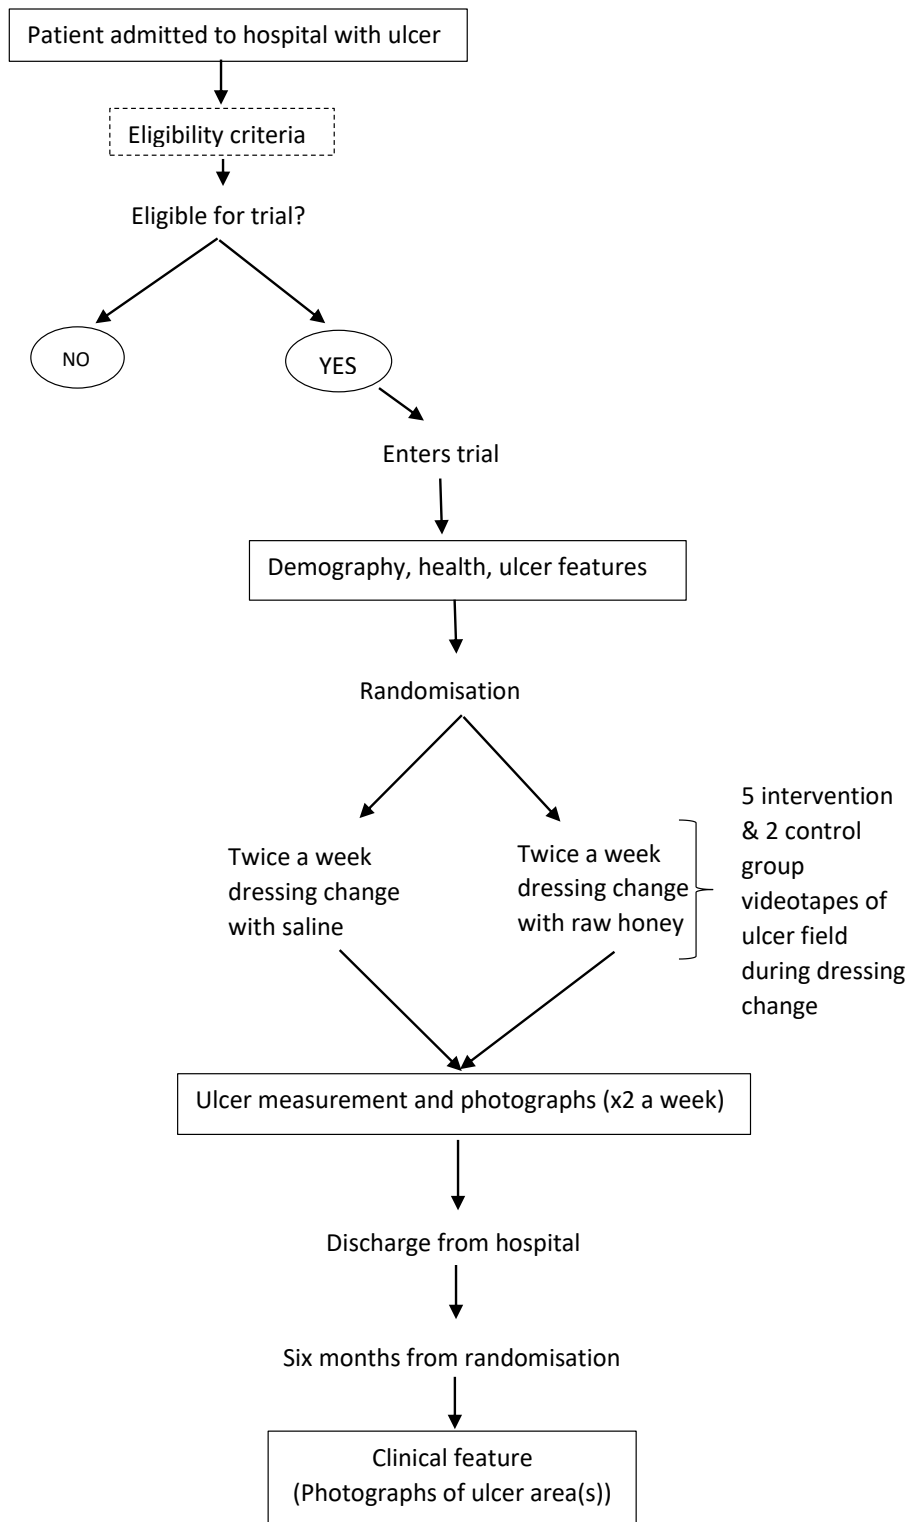 Patient admitted to hospital with ulcer
Eligibility criteria
Eligible for trial?
NO
YES
Enters trial
Demography, health, ulcer features
Randomisation
Twice a week
dressing change
with saline
Twice a week
dressing change
with raw honey
5 intervention
& 2 control
group
videotapes of
ulcer field
during dressing
change
Ulcer measurement and photographs (x2 a week)
Discharge from hospital
Six months from randomisation
Clinical feature
(Photographs of ulcer area(s))